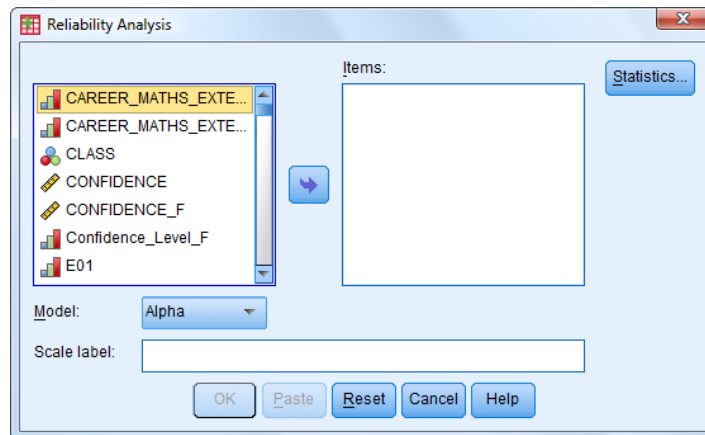 Reliability Analysis
Items:
Statistics...
CAREER_MATHS_EXTE...
CAREER_MATHS_EXTE...
CLASS
CONFIDENCE
CONFIDENCE_F
Confidence_Level_F
E01
Model:
Alpha
Scale label:
OK
Paste
Reset
Cancel
Help